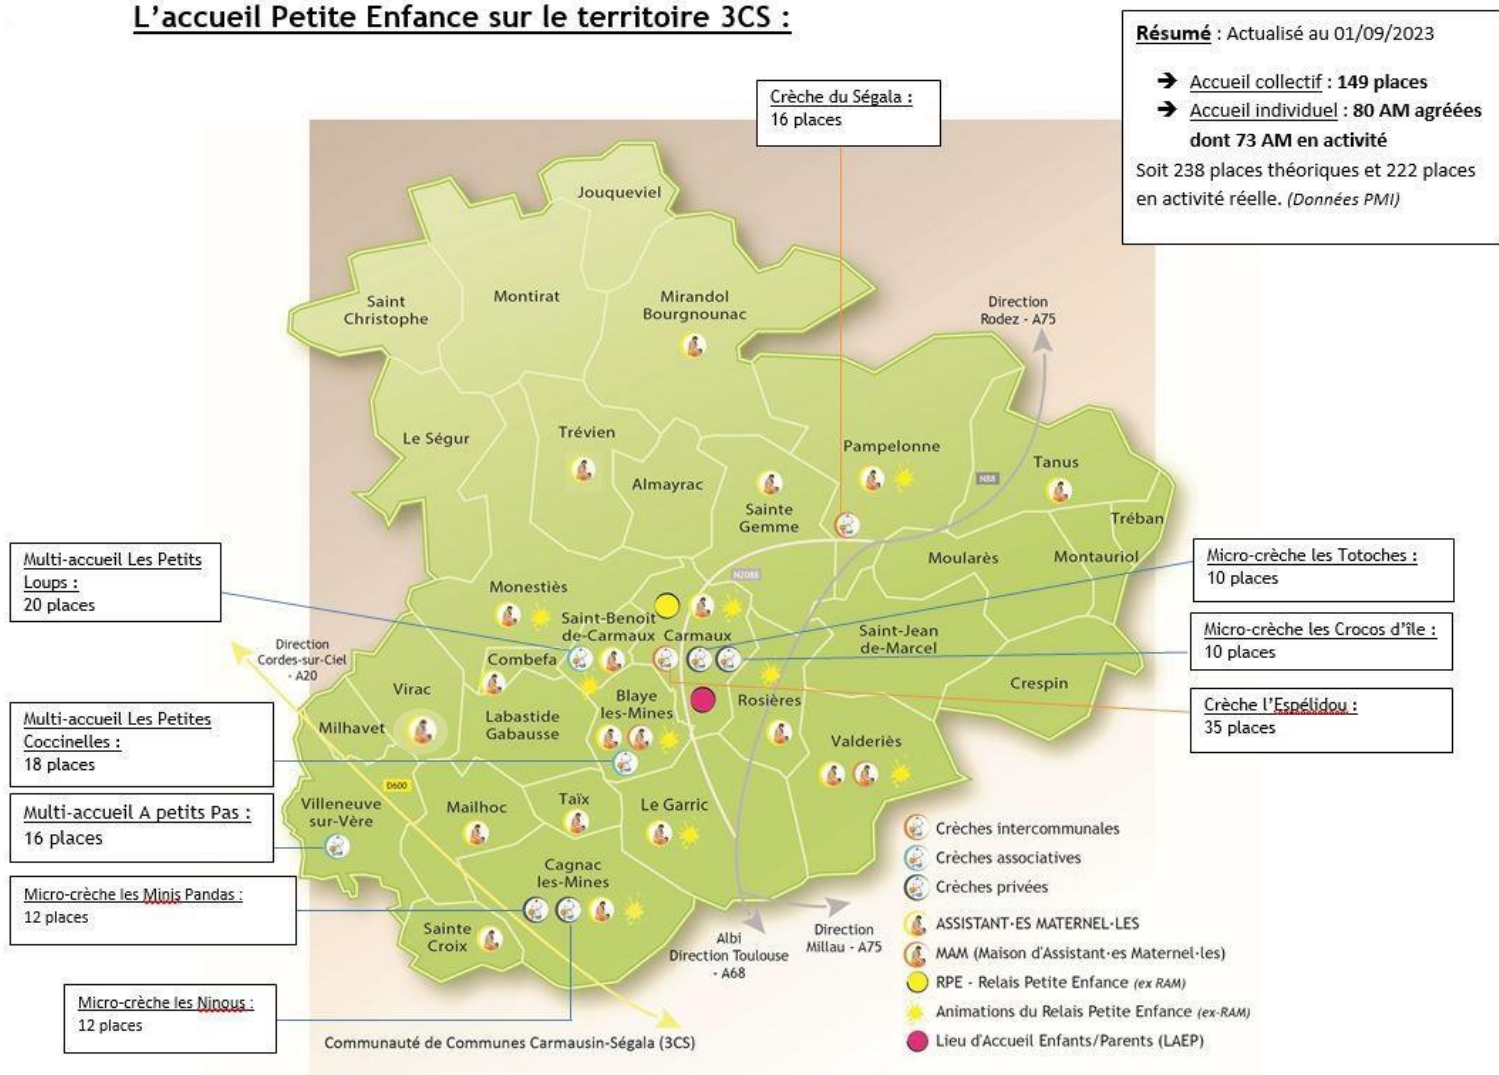 L'accueil Petite Enfance sur le territoire 3CS :
Résumé : Actualisé au 01/09/2023
➔ Accueil collectif : 149 places
➔ Accueil individuel : 80 AM agréées
dont 73 AM en activité
Soit 238 places théoriques et 222 places
en activité réelle. (Données PMI)
Crèche du Ségala :
16 places
Jouqueviel
Saint
Christophe
Montirat
Mirandol
Bourgnounac
Direction
Rodez - A75
Le Ségur
Trévien
Almayrac
Sainte
Gemme
Pampelonne
N88
Tanus
Tréban
Montauriol
Moularès
Multi-accueil Les Petits
Loups :
20 places
Micro-crèche les Totoches :
10 places
N2088
Monestiès
Saint-Benoît
de-Carmaux
Carmaux
Saint-Jean
de-Marcel
Micro-crèche les Crocos d'île :
10 places
Direction
Cordes-sur-Ciel
- A20
Combefa
Crespin
Virac
Blaye
les-Mines
Rosières
Crèche l'Espélidou :
35 places
Multi-accueil Les Petites
Coccinelles :
18 places
Milhavet
Labastide
Gabausse
Valderiès
D600
Multi-accueil A petits Pas :
16 places
Villeneuve
sur-Vère
Mailhoc
Taïx
Le Garric
Crèches intercommunales
Crèches associatives
Crèches privées
ASSISTANT·ES MATERNEL·LES
MAM (Maison d'Assistant·es Maternel·les)
RPE - Relais Petite Enfance (ex RAM)
Animations du Relais Petite Enfance (ex-RAM)
Lieu d'Accueil Enfants/Parents (LAEP)
Micro-crèche les Minis Pandas :
12 places
Cagnac
les-Mines
Sainte
Croix
Albi
Direction Toulouse
- A68
Direction
Millau - A75
Micro-crèche les Ninous :
12 places
Communauté de Communes Carmausin-Ségala (3CS)